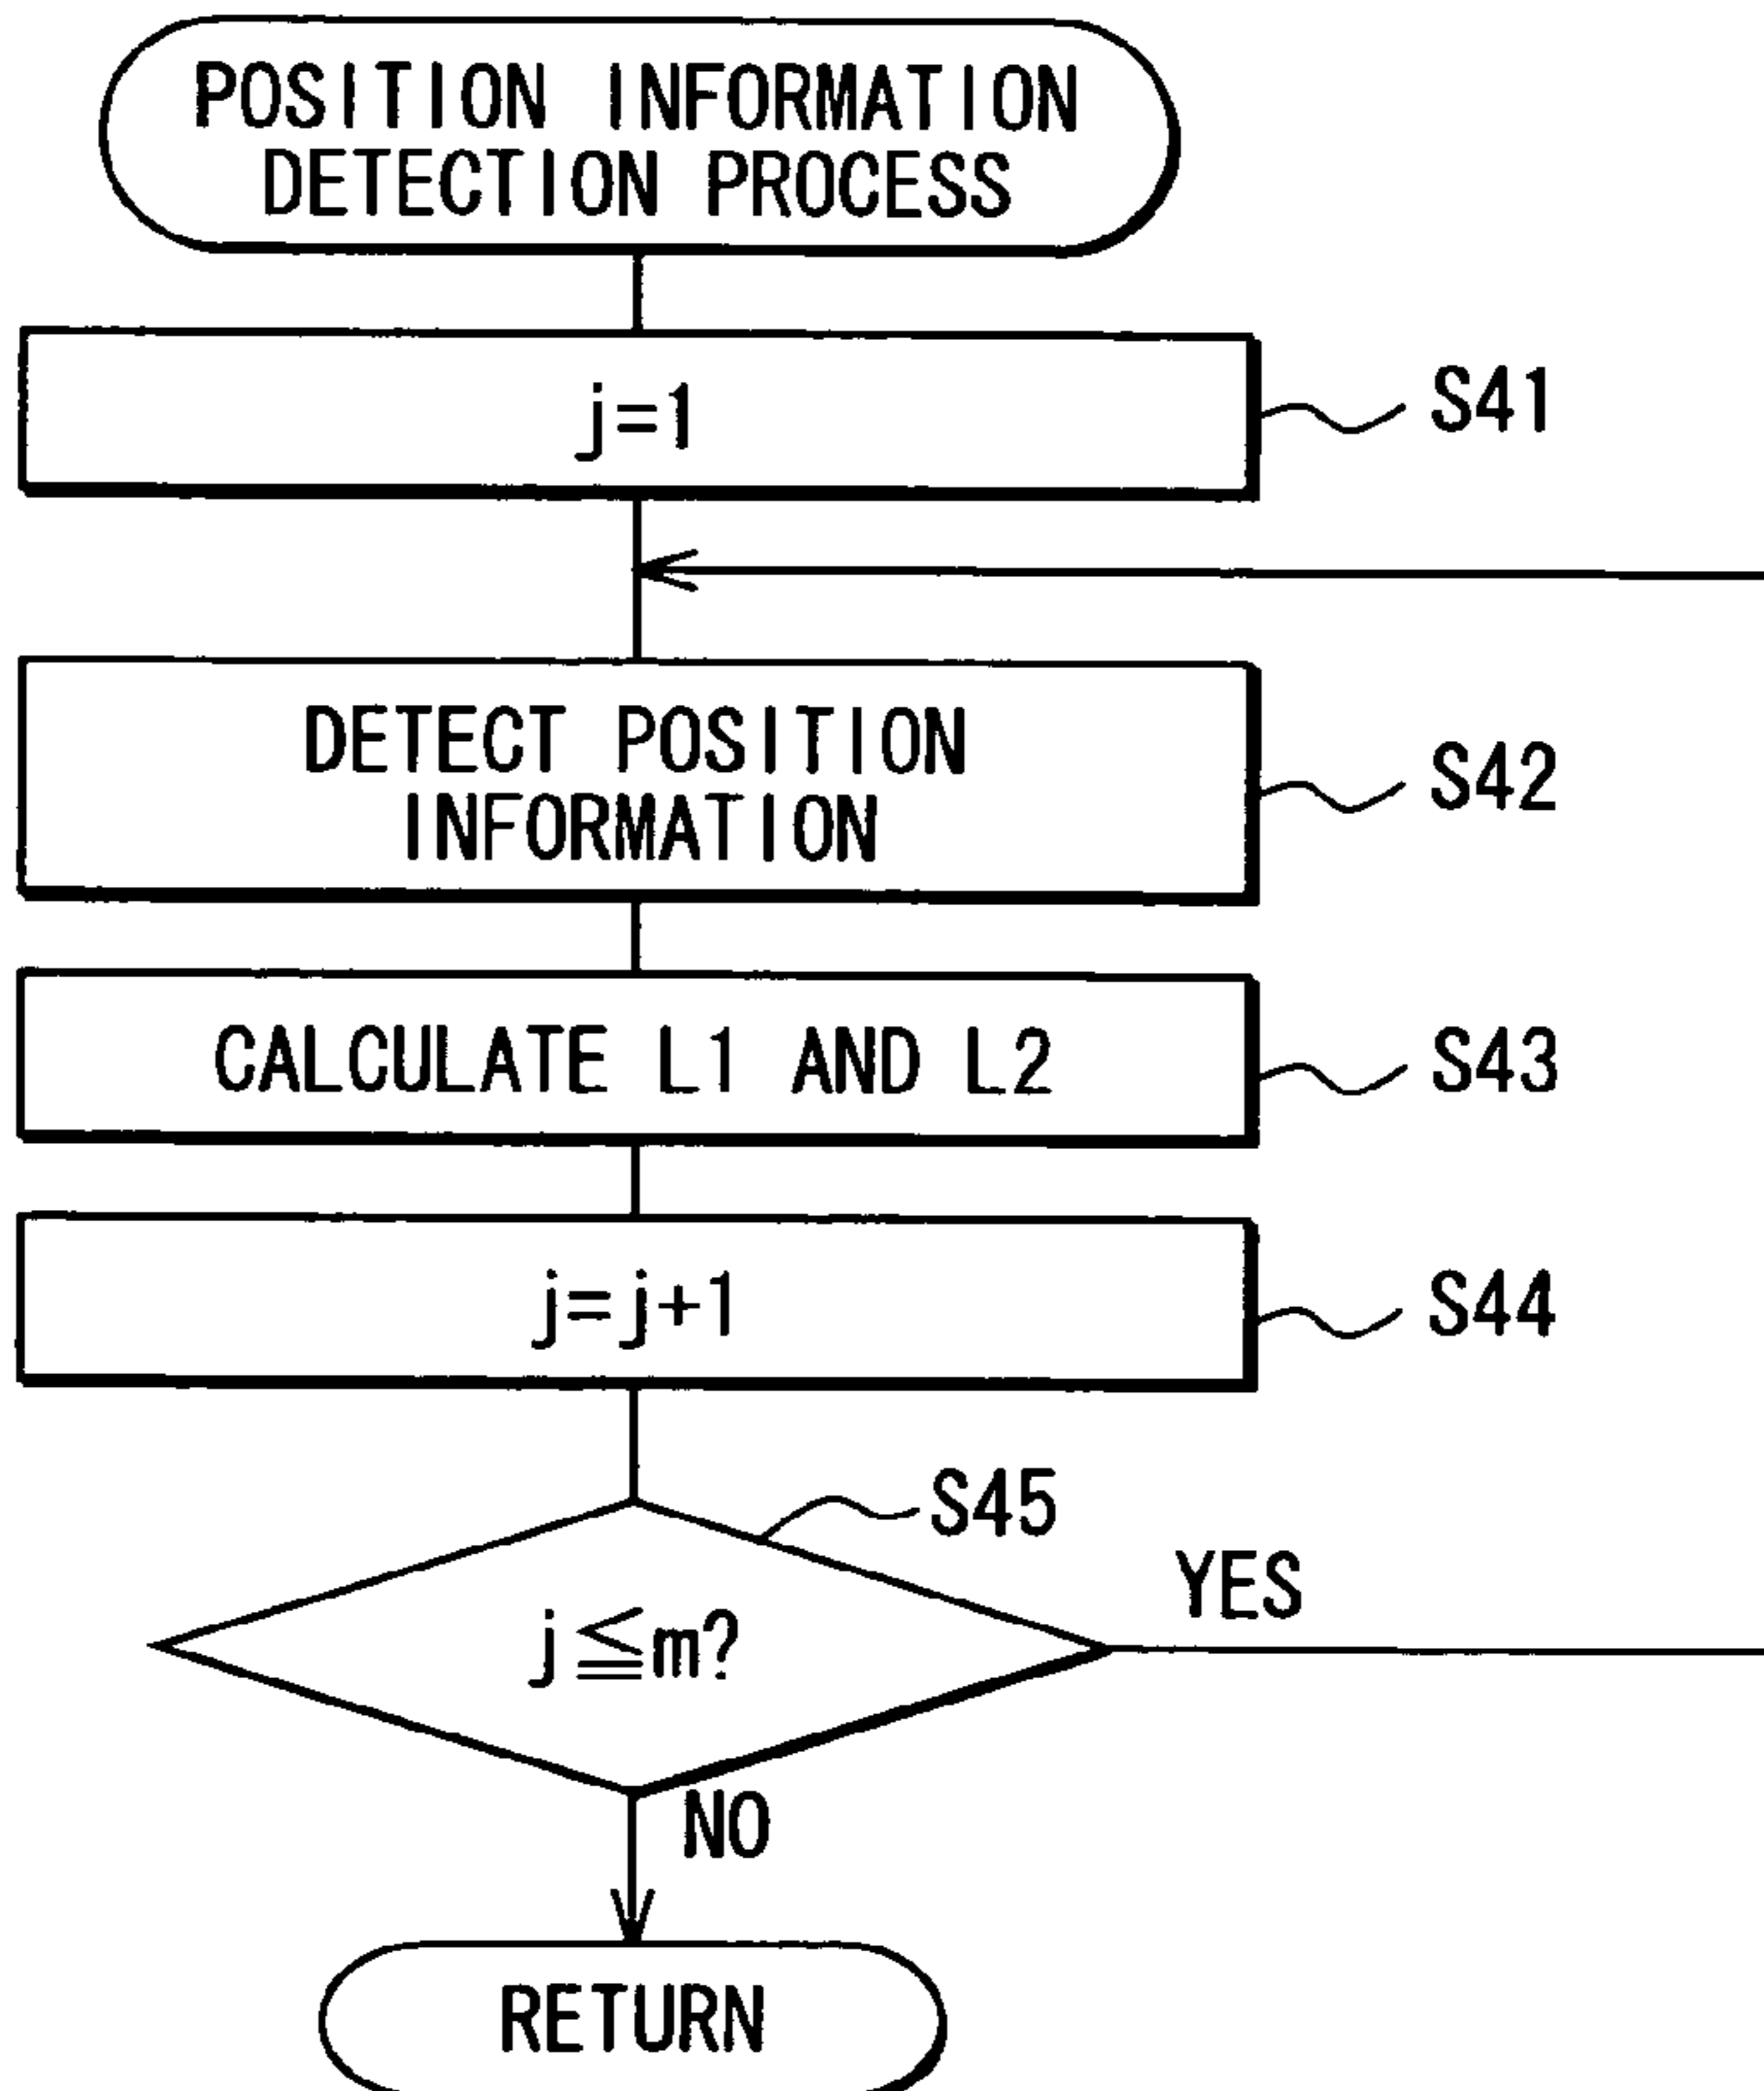 POSITION INFORMATION
DETECTION PROCESS
j=1
S41
DETECT POSITION
INFORMATION
S42
CALCULATE L1 AND L2
S43
j=j+1
S44
S45
j≦m?
YES
NO
RETURN